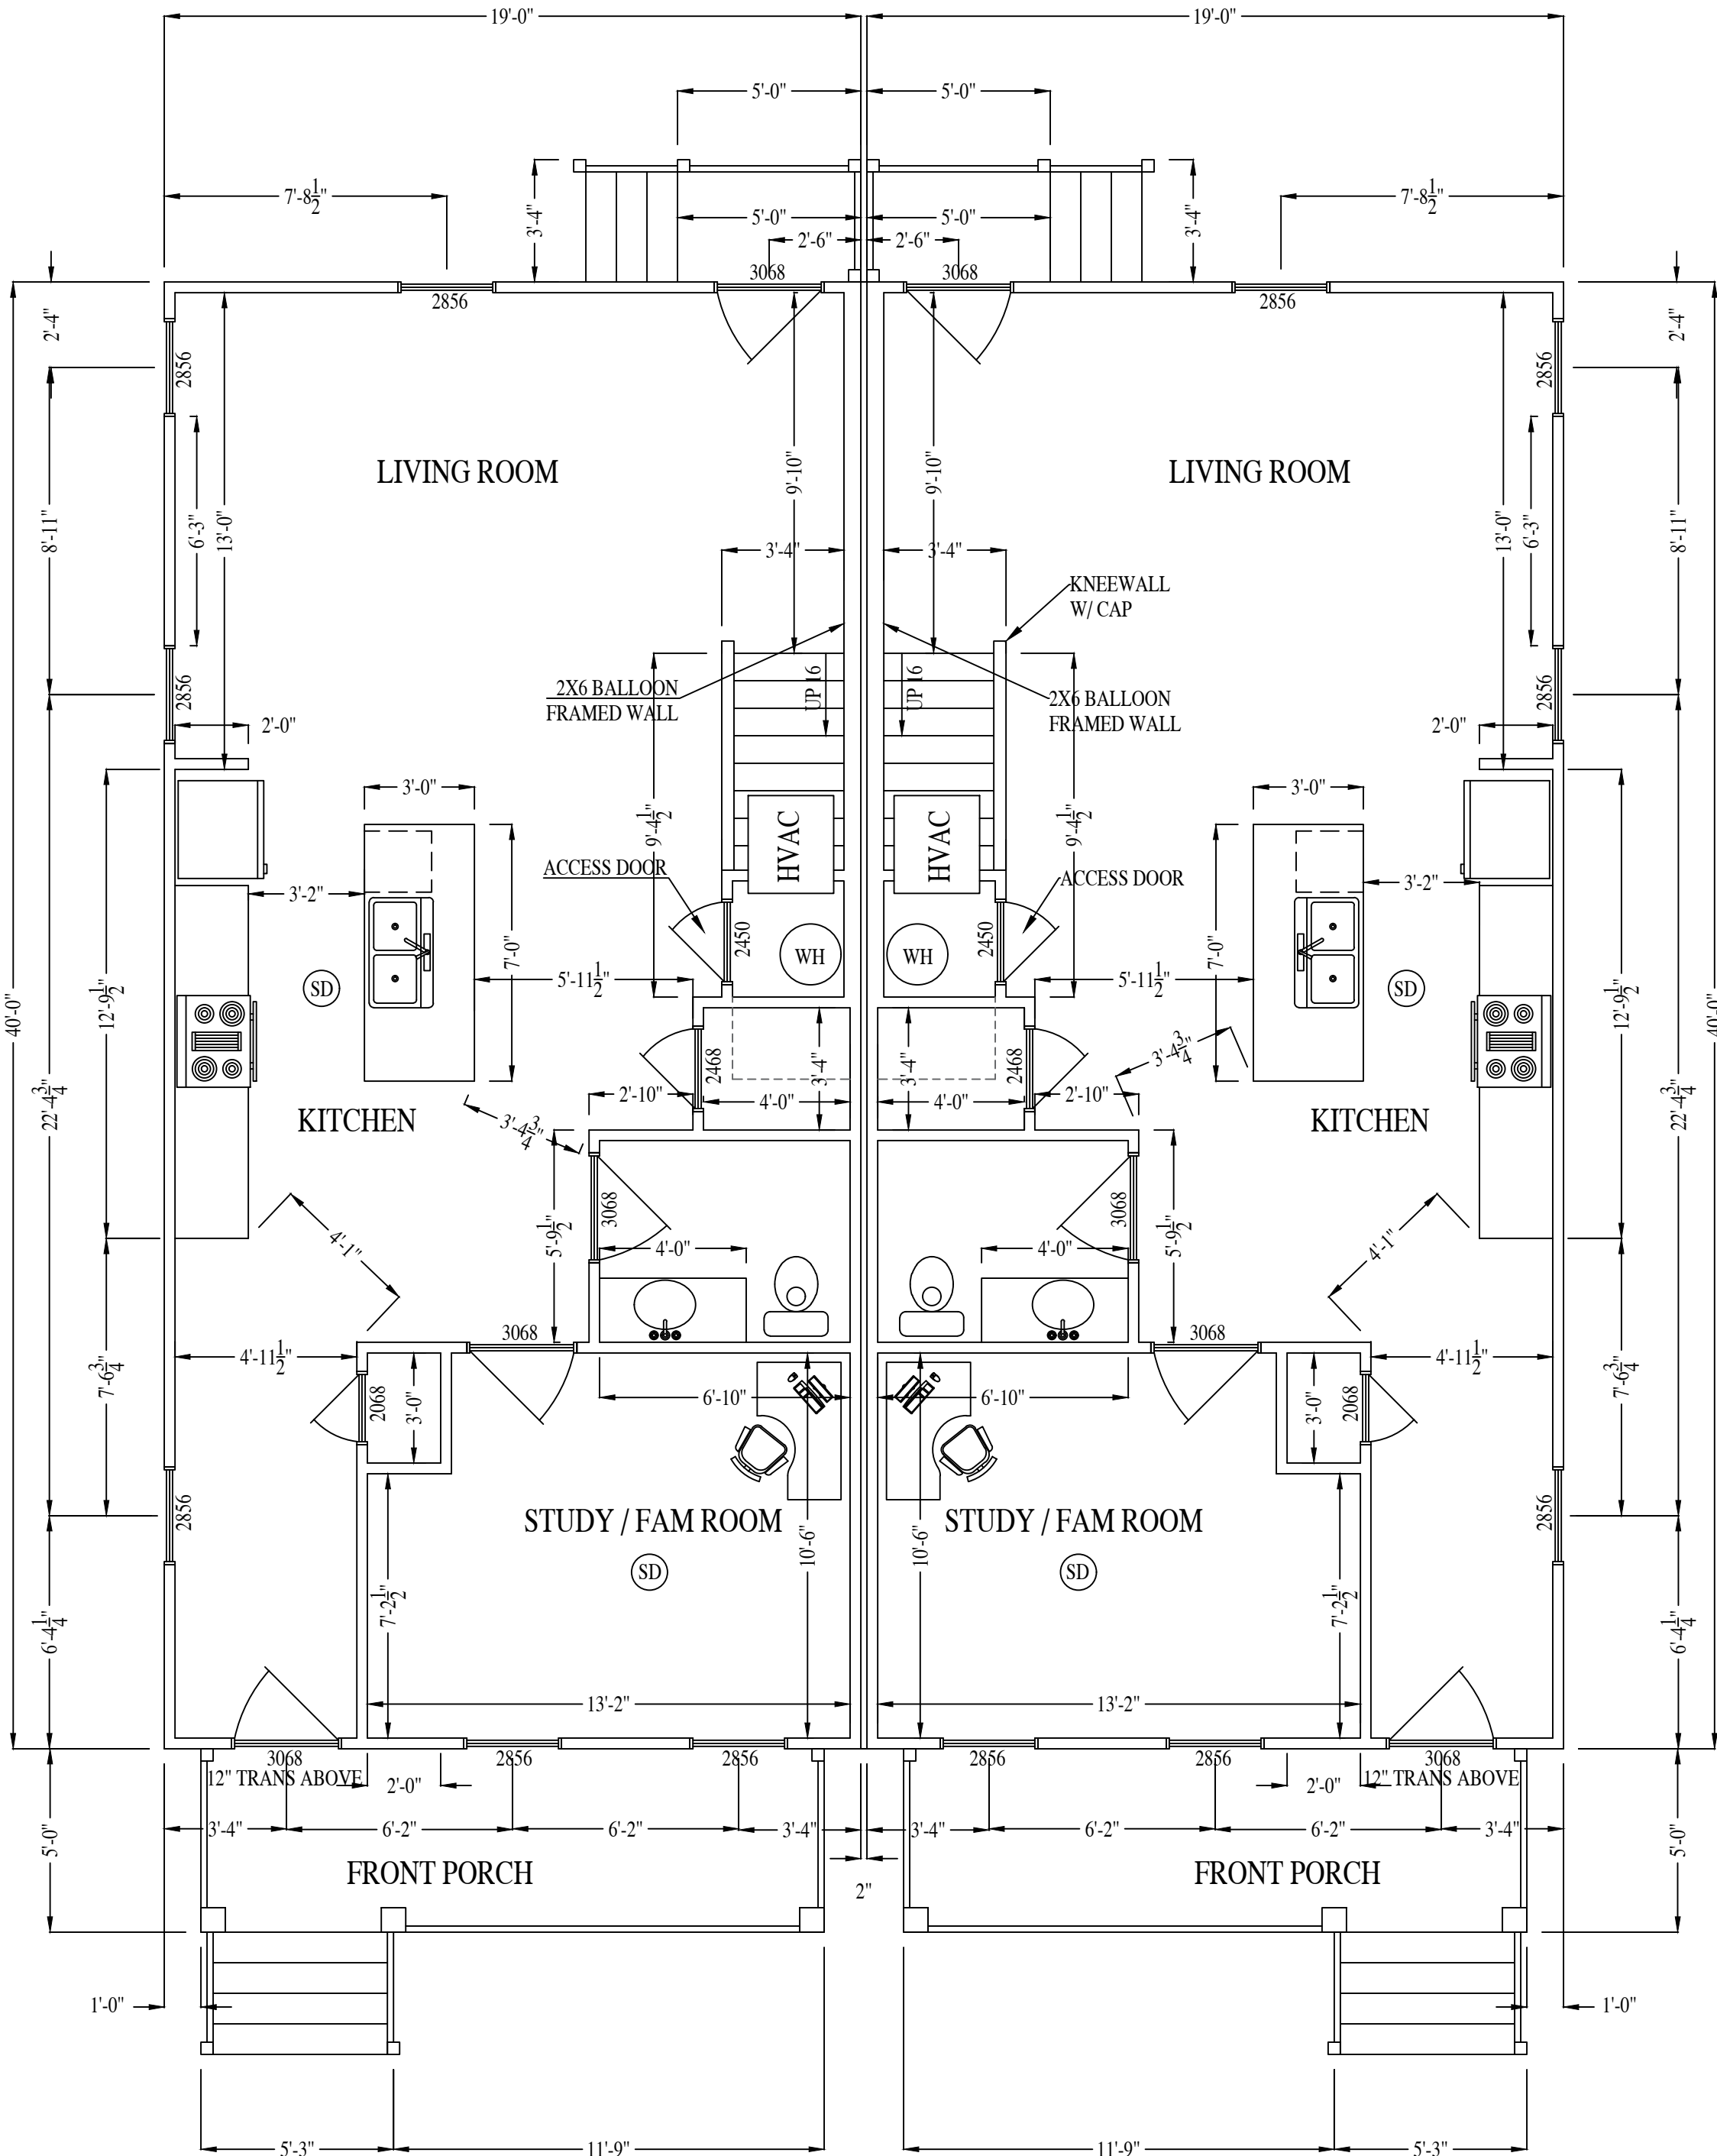 19'-0" 19'-0"
5'-0" 5'-0"
7'-8 1/2" 3'-4" 5'-0" 5'-0" 3'-4" 7'-8 1/2"
2'-6" 2'-6"
3068 3068
2856 2856
2'-4" 2'-4"
2856 2856
LIVING ROOM LIVING ROOM
9'-10" 9'-10"
8'-11" 6'-3" 13'-0" 13'-0" 6'-3" 8'-11"
3'-4" 3'-4"
KNEEWALL
W/ CAP
2856 UP 16 UP 16 2856
2X6 BALLOON
FRAMED WALL
2X6 BALLOON
FRAMED WALL
2'-0" 2'-0"
3'-0" 3'-0"
9'-4 1/2" HVAC HVAC 9'-4 1/2"
ACCESS DOOR ACCESS DOOR
3'-2" 3'-2"
7'-0" 2450 WH WH 2450 7'-0"
SD 5'-11 1/2" 5'-11 1/2" SD
40'-0" 12'-9 1/2" 12'-9 1/2" 40'-0"
2468 3'-4" 3'-4" 2468
3'-4 3/4"
22'-4 3/4" 2'-10" 4'-0" 4'-0" 2'-10" 22'-4 3/4"
KITCHEN KITCHEN
3'-4 3/4"
3068 3068
4'-1" 5'-9 1/2" 4'-0" 4'-0" 5'-9 1/2" 4'-1"
3068 3068
7'-6 3/4" 4'-11 1/2" 4'-11 1/2" 7'-6 3/4"
2068 3'-0" 6'-10" 6'-10" 3'-0" 2068
2856 STUDY / FAM ROOM STUDY / FAM ROOM 2856
10'-6" 10'-6"
SD SD
6'-4 1/4" 7'-2 1/2" 7'-2 1/2" 6'-4 1/4"
13'-2" 13'-2"
3068 2856 2856 2856 2856 3068
12" TRANS ABOVE 2'-0" 2'-0" 12" TRANS ABOVE
5'-0" 3'-4" 6'-2" 6'-2" 3'-4" 3'-4" 6'-2" 6'-2" 3'-4" 5'-0"
FRONT PORCH FRONT PORCH
2"
1'-0" 1'-0"
5'-3" 11'-9" 11'-9" 5'-3"